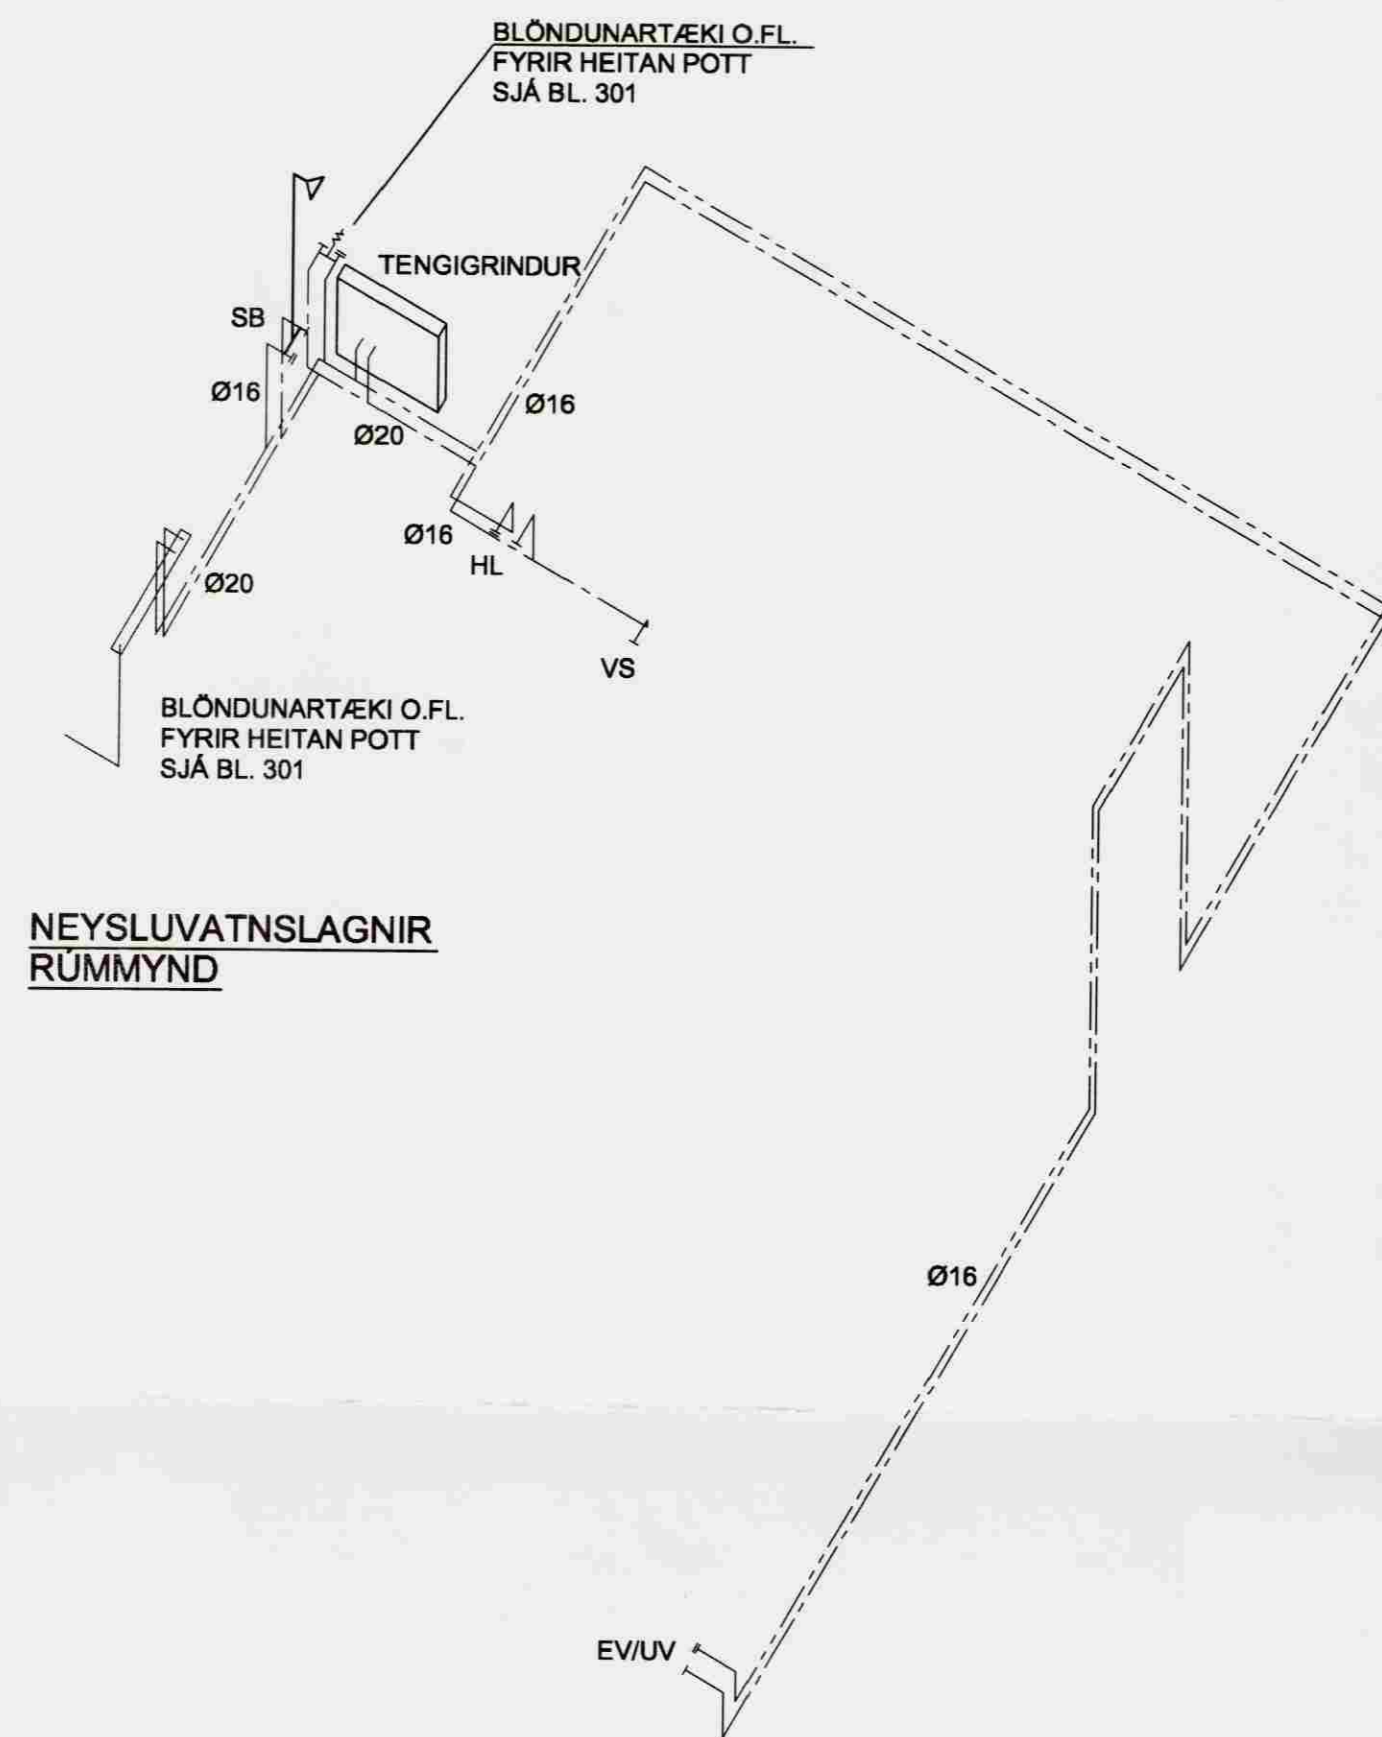 BLÖNDUNARTÆKI O.FL.
FYRIR HEITAN POTT
SJÁ BL. 301
TENGIGRINDUR
SB
Ø16
Ø16
Ø20
Ø16
HL
Ø20
VS
BLÖNDUNARTÆKI O.FL.
FYRIR HEITAN POTT
SJÁ BL. 301
NEYSLUVATNSLAGNIR
RÚMMYND
Ø16
EV/UV